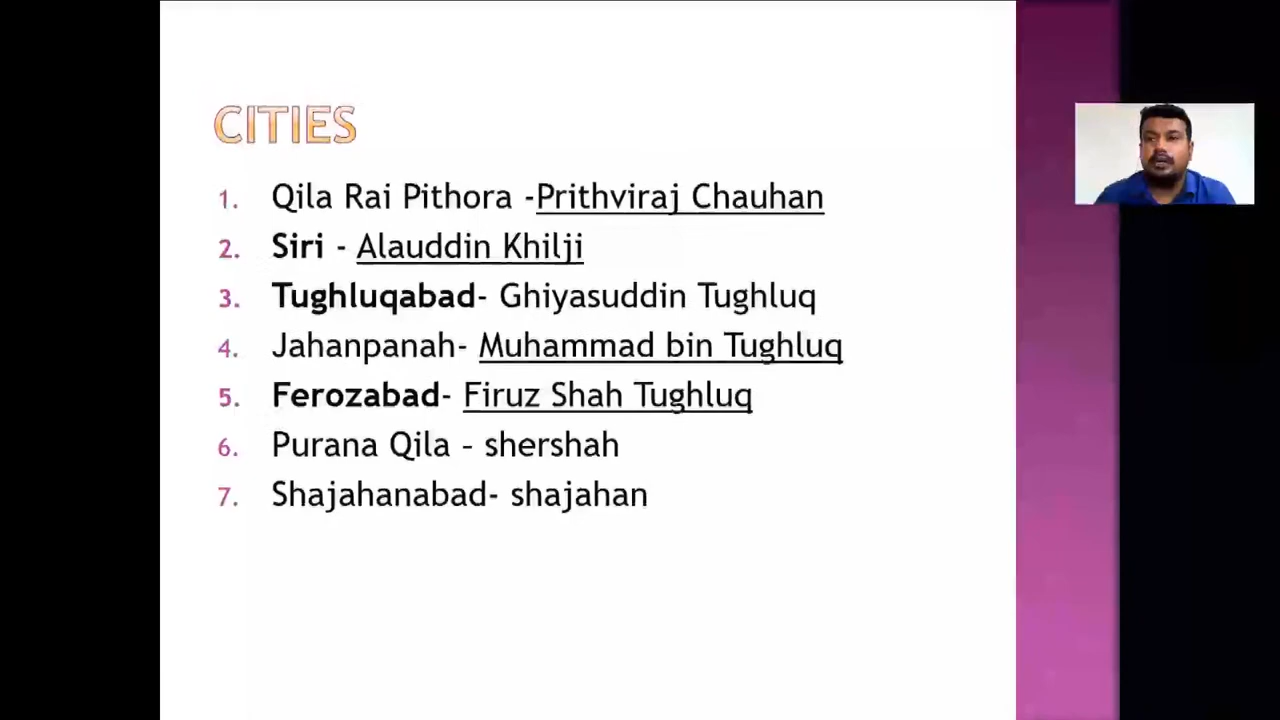 CITIES
1. Qila Rai Pithora -Prithviraj Chauhan
2. Siri - Alauddin Khilji
3. Tughluqabad- Ghiyasuddin Tughluq
4. Jahanpanah- Muhammad bin Tughluq
5. Ferozabad- Firuz Shah Tughluq
6. Purana Qila – shershah
7. Shajahanabad- shajahan